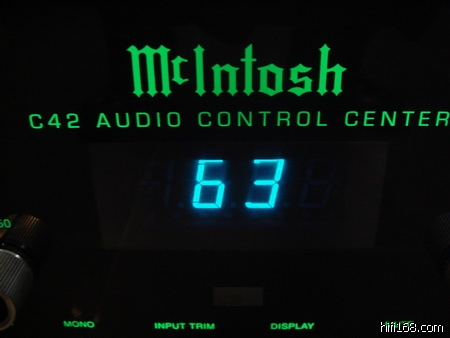 McIntosh
C42 AUDIO CONTROL CENTER
63
MONO INPUT TRIM DISPLAY
hifi168.com